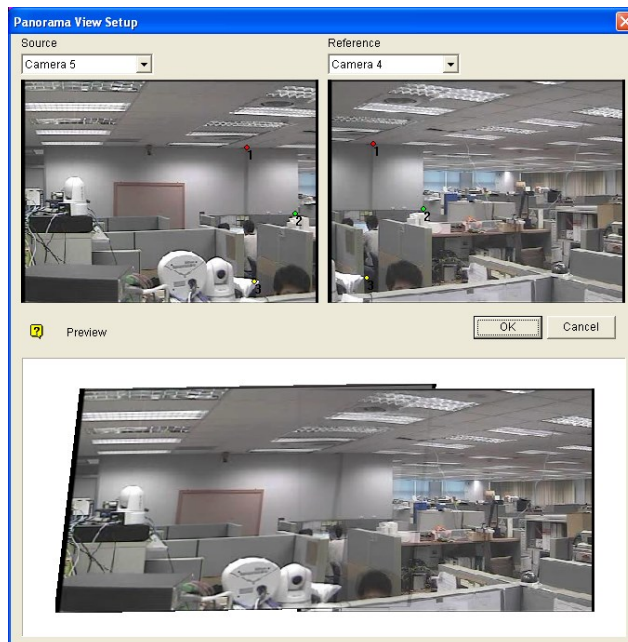 Panorama View Setup
Source
Reference
Camera 5
Camera 4
1
2
3
1
2
3
Preview
OK
Cancel